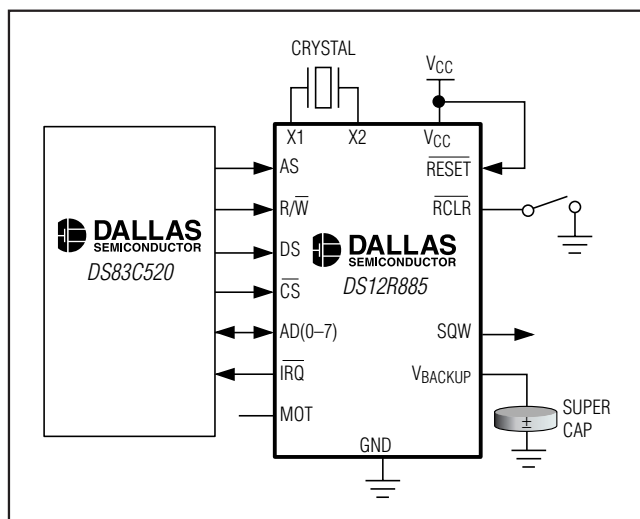 CRYSTAL
VCC
X1
X2
VCC
AS
RESET
R/W
RCLR
DALLAS
SEMICONDUCTOR
DS83C520
DS
DALLAS
SEMICONDUCTOR
DS12R885
CS
AD(0–7)
SQW
IRQ
VBACKUP
MOT
SUPER
CAP
±
GND